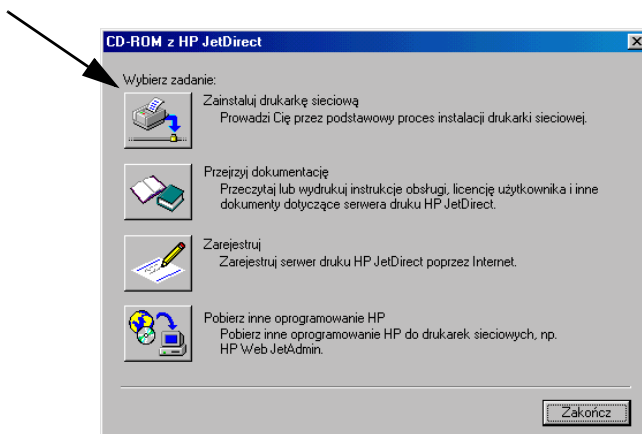 CD-ROM z HP JetDirect
Wybierz zadanie:
Zainstaluj drukarkę sieciową
Prowadzi Cię przez podstawowy proces instalacji drukarki sieciowej.
Przejrzyj dokumentację
Przeczytaj lub wydrukuj instrukcje obsługi, licencję użytkownika i inne
dokumenty dotyczące serwera druku HP JetDirect.
Zarejestruj
Zarejestruj serwer druku HP JetDirect poprzez Internet.
Pobierz inne oprogramowanie HP
Pobierz inne oprogramowanie HP do drukarek sieciowych, np.
HP Web JetAdmin.
Zakończ